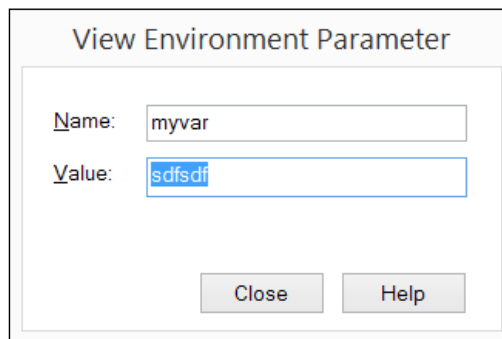 View Environment Parameter
Name: myvar
Value: sdfsdf
Close Help